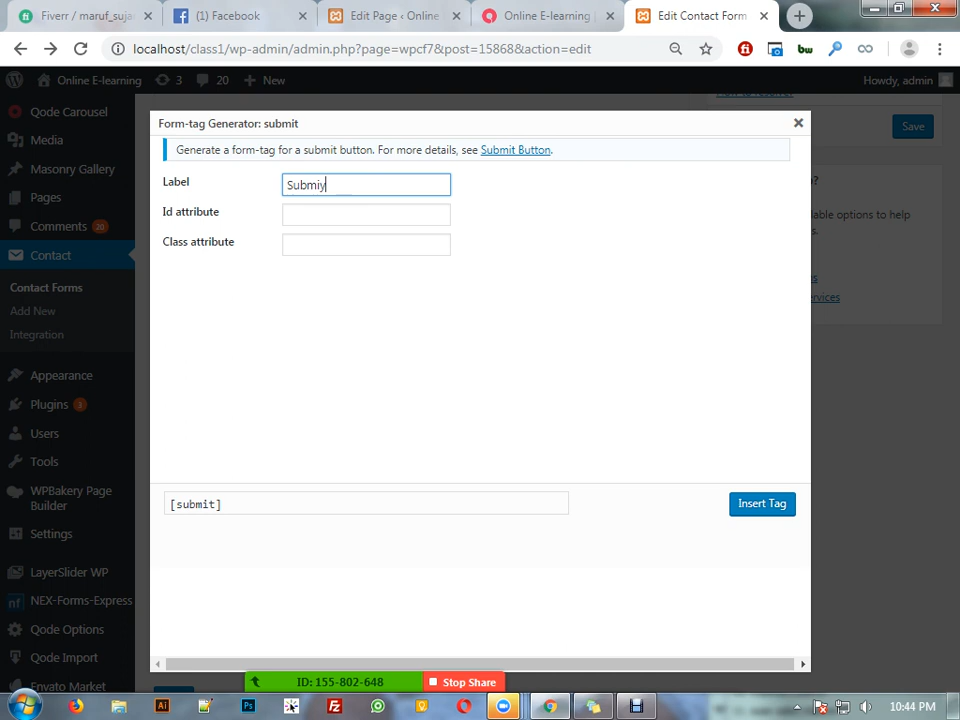 Fiverr / maruf_suja
(1) Facebook
Edit Page ‹ Online
Online E-learning |
Edit Contact Form
localhost/class1/wp-admin/admin.php?page=wpcf7&post=15868&action=edit
Online E-learning
3
20
New
Howdy, admin
Qode Carousel
Media
Masonry Gallery
Pages
Comments 20
Contact
Contact Forms
Add New
Integration
Appearance
Plugins 3
Users
Tools
WPBakery Page
Builder
Settings
LayerSlider WP
NEX-Forms-Express
Qode Options
Qode Import
Envato Market
Save
?
lable options to help
s.
ervices
Form-tag Generator: submit
Generate a form-tag for a submit button. For more details, see Submit Button.
Label
Submiy
Id attribute
Class attribute
[submit]
Insert Tag
ID: 155-802-648
Stop Share
10:44 PM